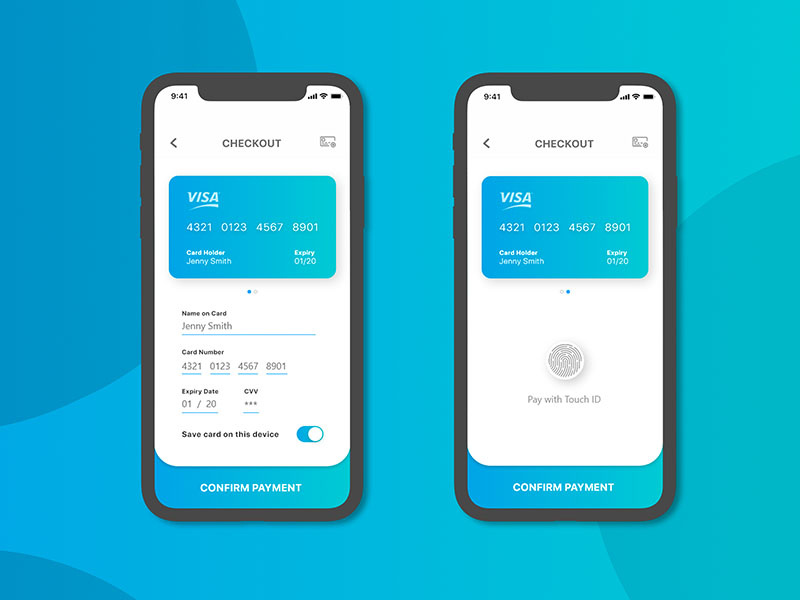 9:41
CHECKOUT
VISA
4321 0123 4567 8901
Card Holder Expiry
Jenny Smith 01/20
Name on Card
Jenny Smith
Card Number
4321 0123 4567 8901
Expiry Date CVV
01 / 20 ***
Save card on this device
CONFIRM PAYMENT
9:41
CHECKOUT
VISA
4321 0123 4567 8901
Card Holder Expiry
Jenny Smith 01/20
Pay with Touch ID
CONFIRM PAYMENT